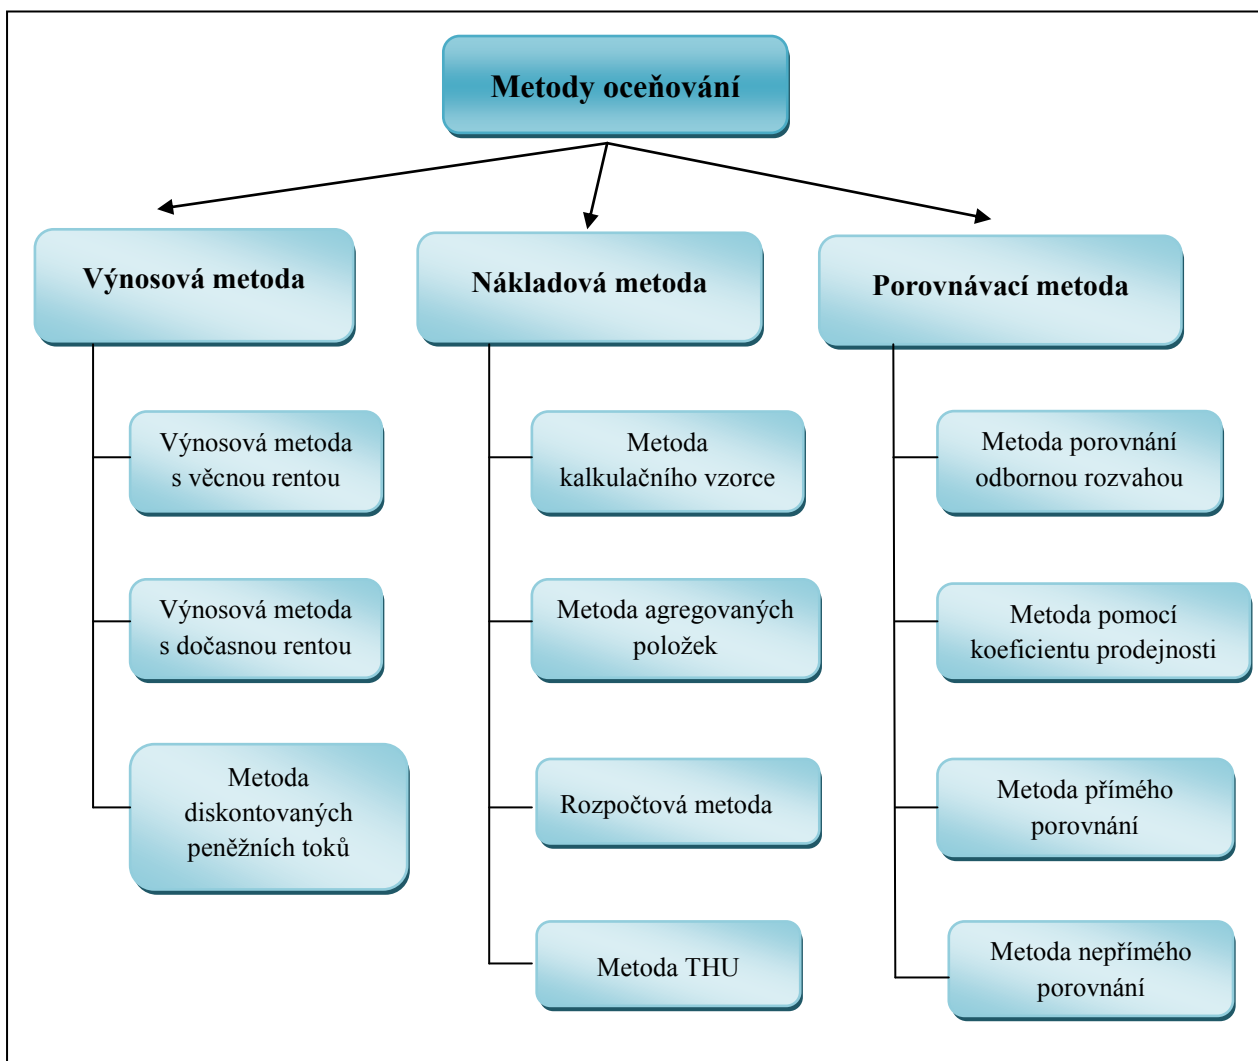 Metody oceňování
Výnosová metoda
Výnosová metoda
s věcnou rentou
Výnosová metoda
s dočasnou rentou
Metoda
diskontovaných
peněžních toků
Nákladová metoda
Metoda
kalkulačního vzorce
Metoda agregovaných
položek
Rozpočtová metoda
Metoda THU
Porovnávací metoda
Metoda porovnání
odbornou rozvahou
Metoda pomocí
koeficientu prodejnosti
Metoda přímého
porovnání
Metoda nepřímého
porovnání